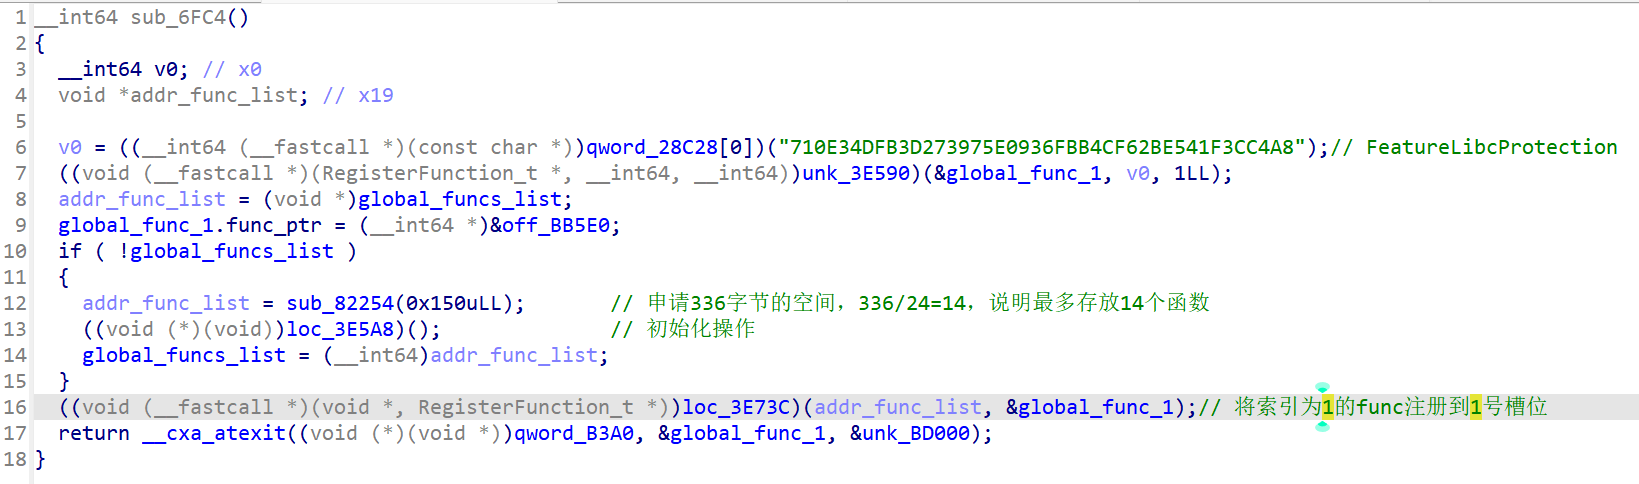 1 __int64 sub_6FC4()
2 {
3   __int64 v0; // x0
4   void *addr_func_list; // x19
5
6   v0 = ((__int64 (__fastcall *)(const char *))qword_28C28[0])("710E34DFB3D273975E0936FBB4CF62BE541F3CC4A8");// FeatureLibcProtection
7   ((void (__fastcall *)(RegisterFunction_t *, __int64, __int64))unk_3E590)(&global_func_1, v0, 1LL);
8   addr_func_list = (void *)global_funcs_list;
9   global_func_1.func_ptr = (__int64 *)&off_BB5E0;
10   if ( !global_funcs_list )
11   {
12     addr_func_list = sub_82254(0x150uLL);       // 申请336字节的空间，336/24=14，说明最多存放14个函数
13     ((void (*)(void))loc_3E5A8)();              // 初始化操作
14     global_funcs_list = (__int64)addr_func_list;
15   }
16   ((void (__fastcall *)(void *, RegisterFunction_t *))loc_3E73C)(addr_func_list, &global_func_1);// 将索引为1的func注册到1号槽位
17   return __cxa_atexit((void (*)(void *))qword_B3A0, &global_func_1, &unk_BD000);
18 }